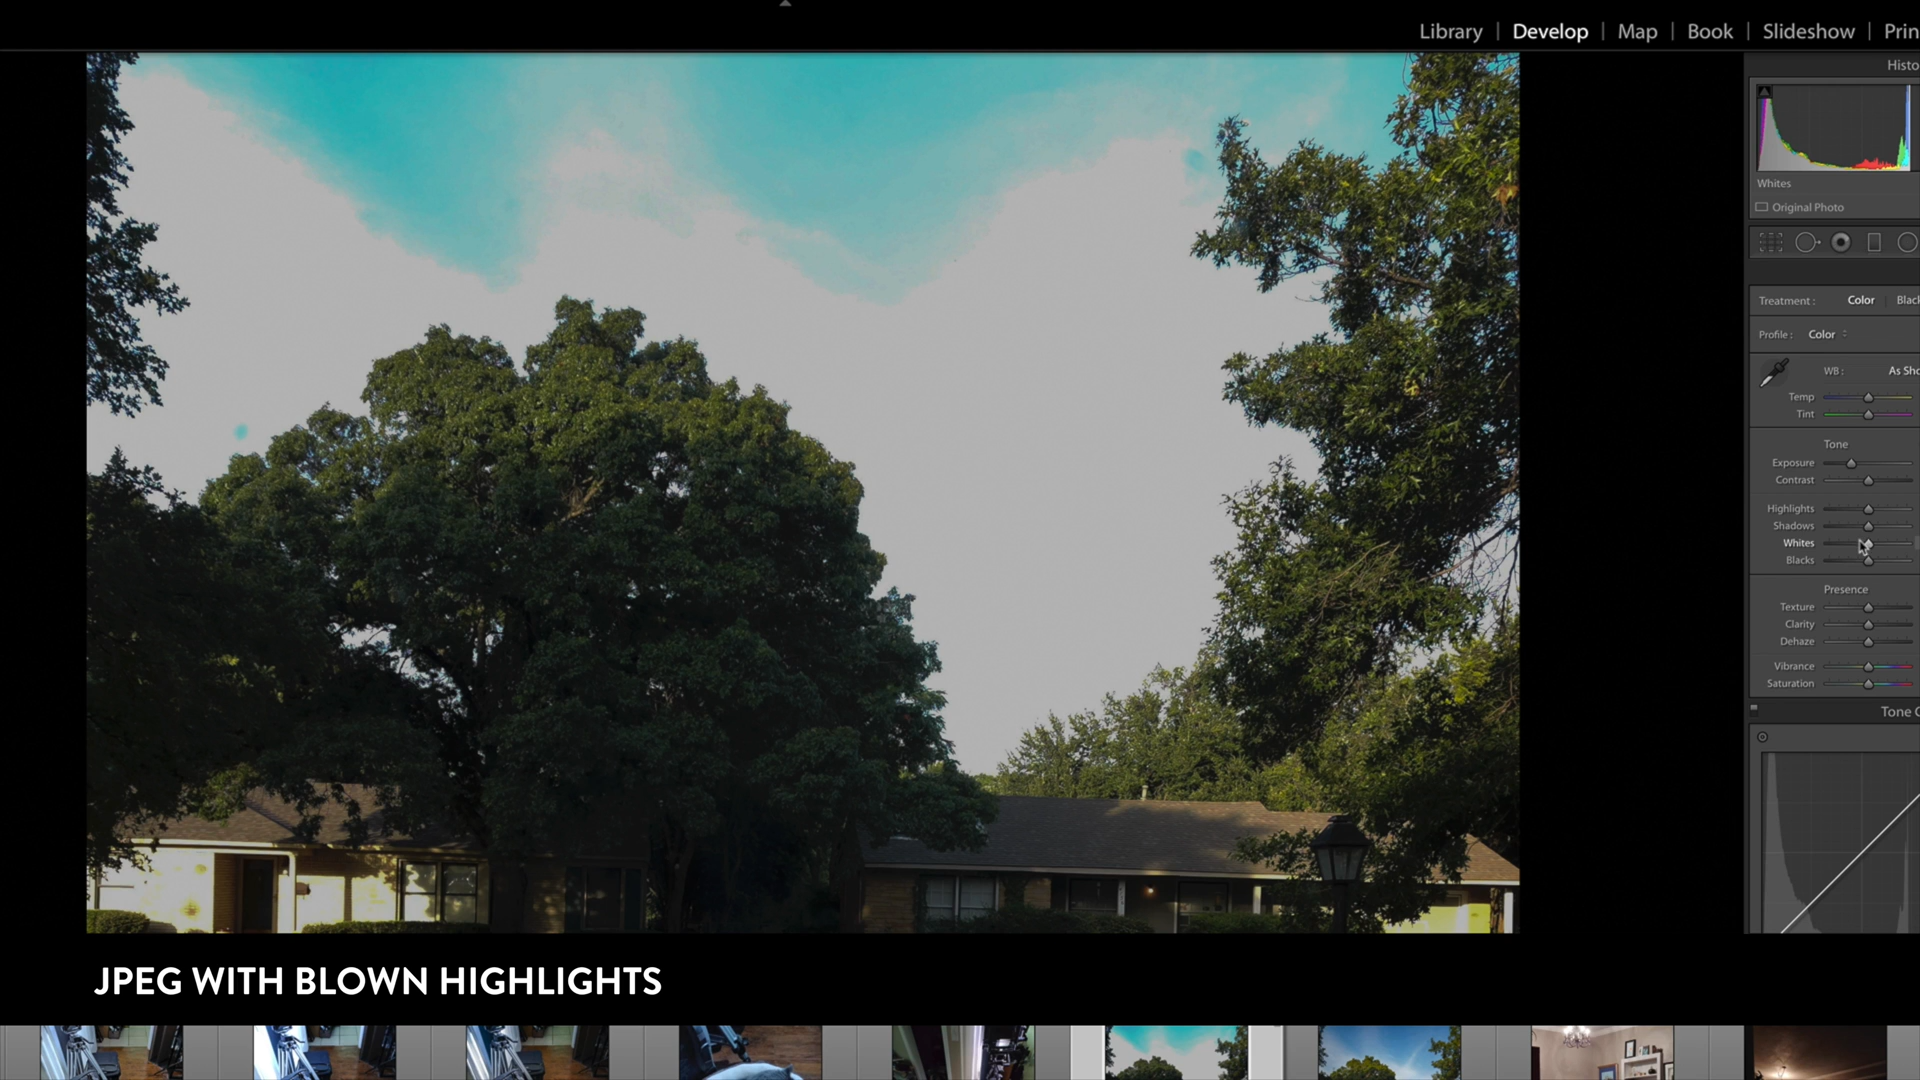 Library | Develop | Map | Book | Slideshow | Prin
Histo
Whites
Original Photo
Treatment : Color Blac
Profile : Color
WB : As Sho
Temp
Tint
Tone
Exposure
Contrast
Highlights
Shadows
Whites
Blacks
Presence
Texture
Clarity
Dehaze
Vibrance
Saturation
Tone C
JPEG WITH BLOWN HIGHLIGHTS